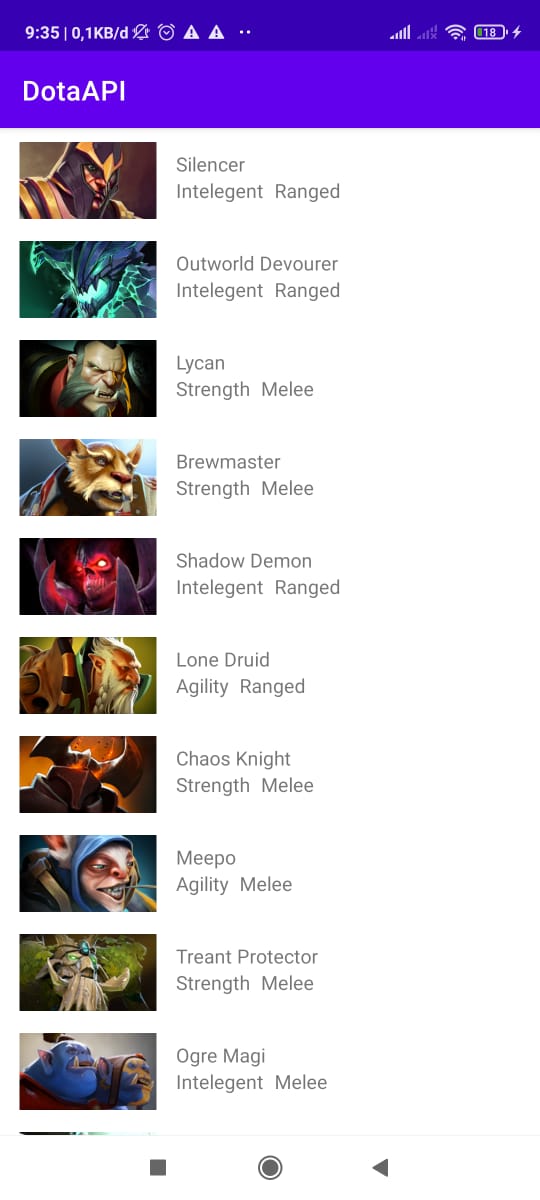 9:35 | 0,1KB/d
18
DotaAPI
Silencer
Intelegent Ranged
Outworld Devourer
Intelegent Ranged
Lycan
Strength Melee
Brewmaster
Strength Melee
Shadow Demon
Intelegent Ranged
Lone Druid
Agility Ranged
Chaos Knight
Strength Melee
Meepo
Agility Melee
Treant Protector
Strength Melee
Ogre Magi
Intelegent Melee